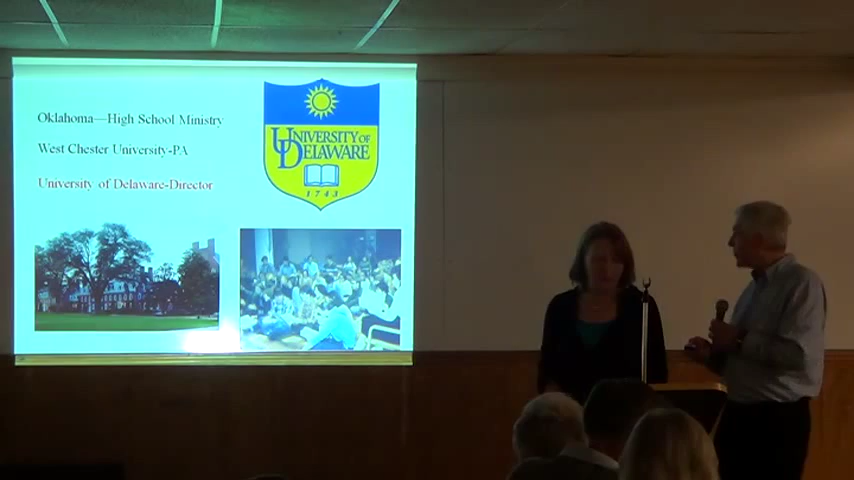 Oklahoma—High School Ministry
West Chester University-PA
University of Delaware-Director
UNIVERSITY OF
DELAWARE
1743